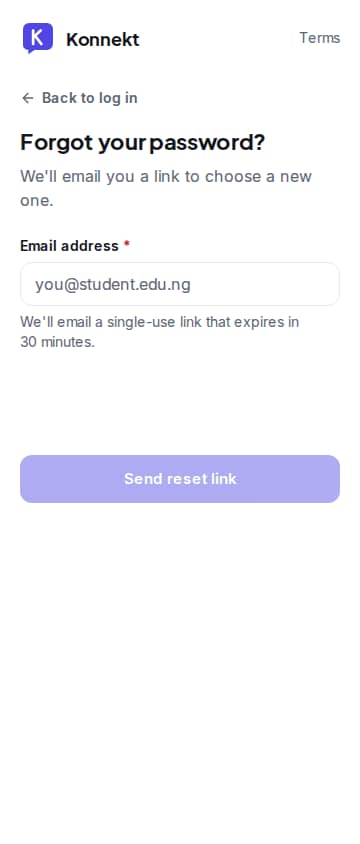 Konnekt
Terms
Back to log in
Forgot your password?
We'll email you a link to choose a new
one.
Email address *
you@student.edu.ng
We'll email a single-use link that expires in
30 minutes.
Send reset link